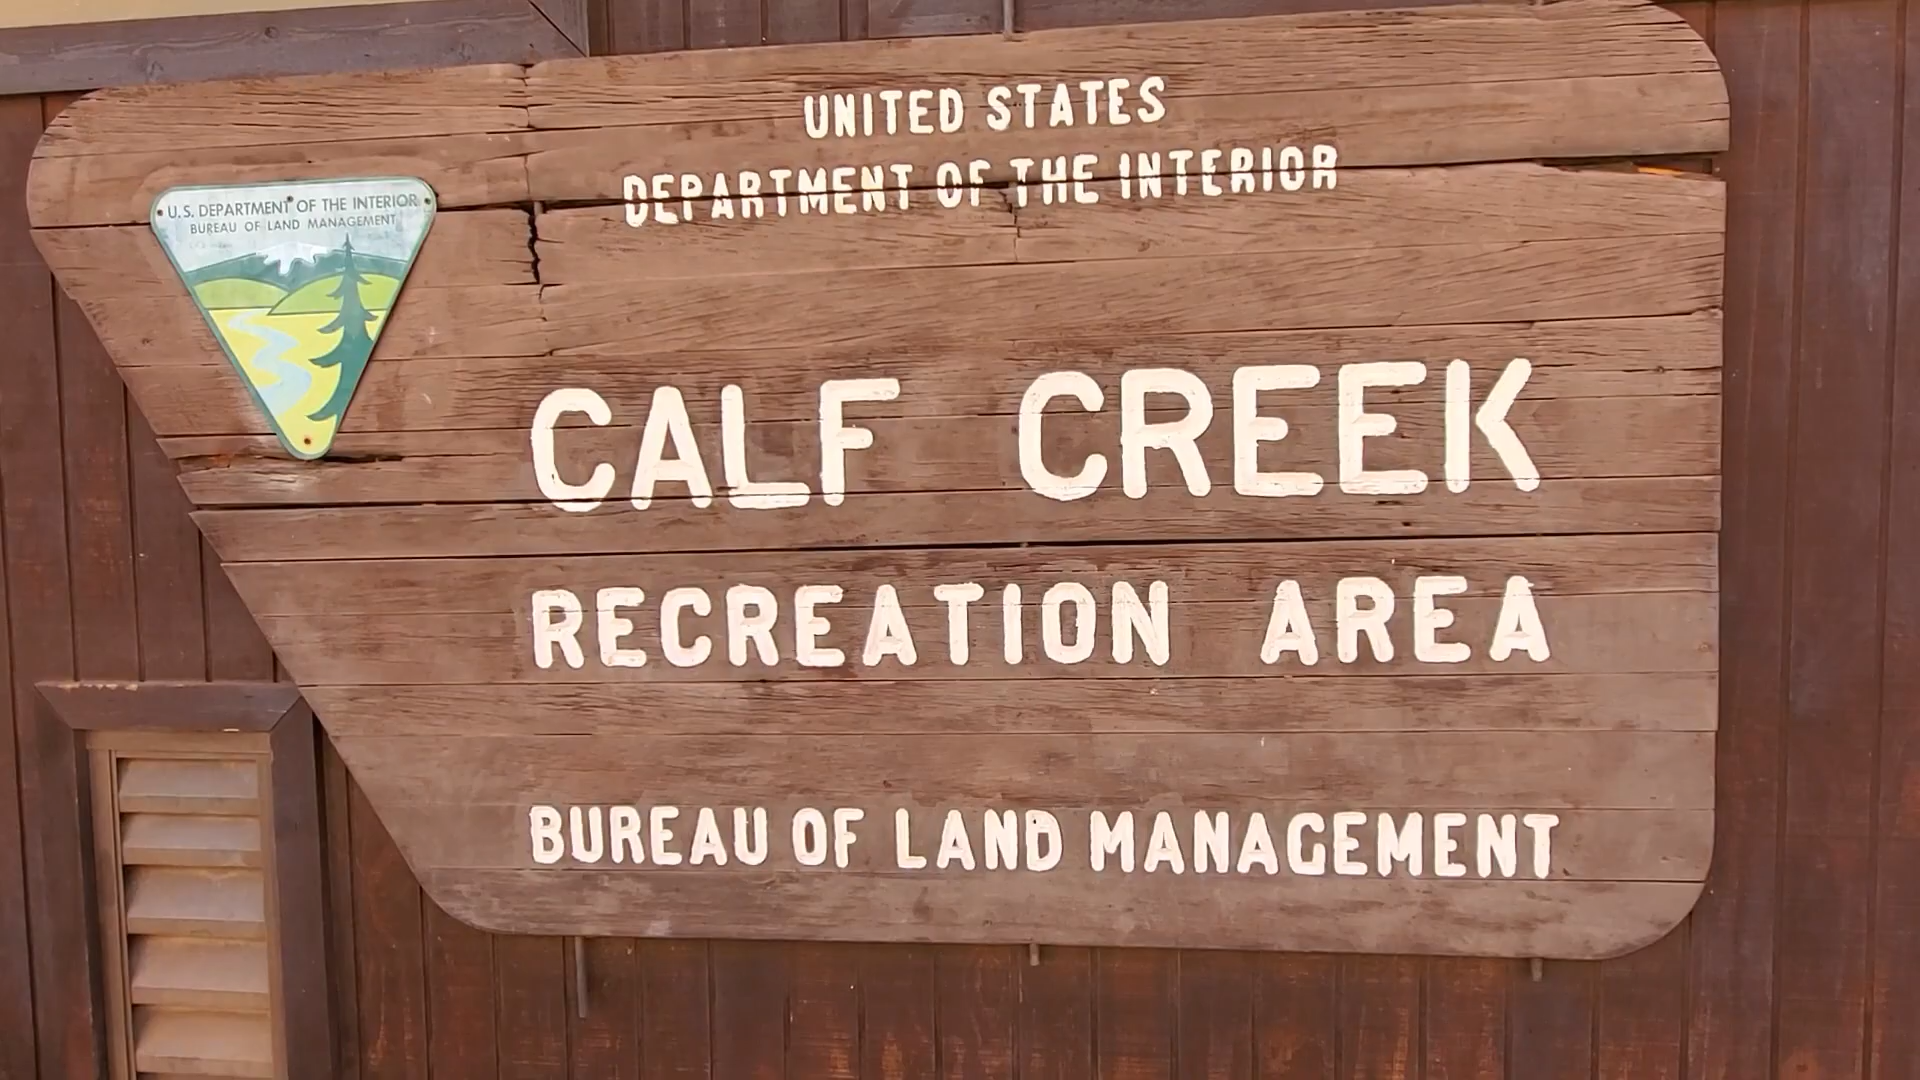 UNITED STATES
DEPARTMENT OF THE INTERIOR
U.S. DEPARTMENT OF THE INTERIOR
BUREAU OF LAND MANAGEMENT
CALF CREEK
RECREATION AREA
BUREAU OF LAND MANAGEMENT